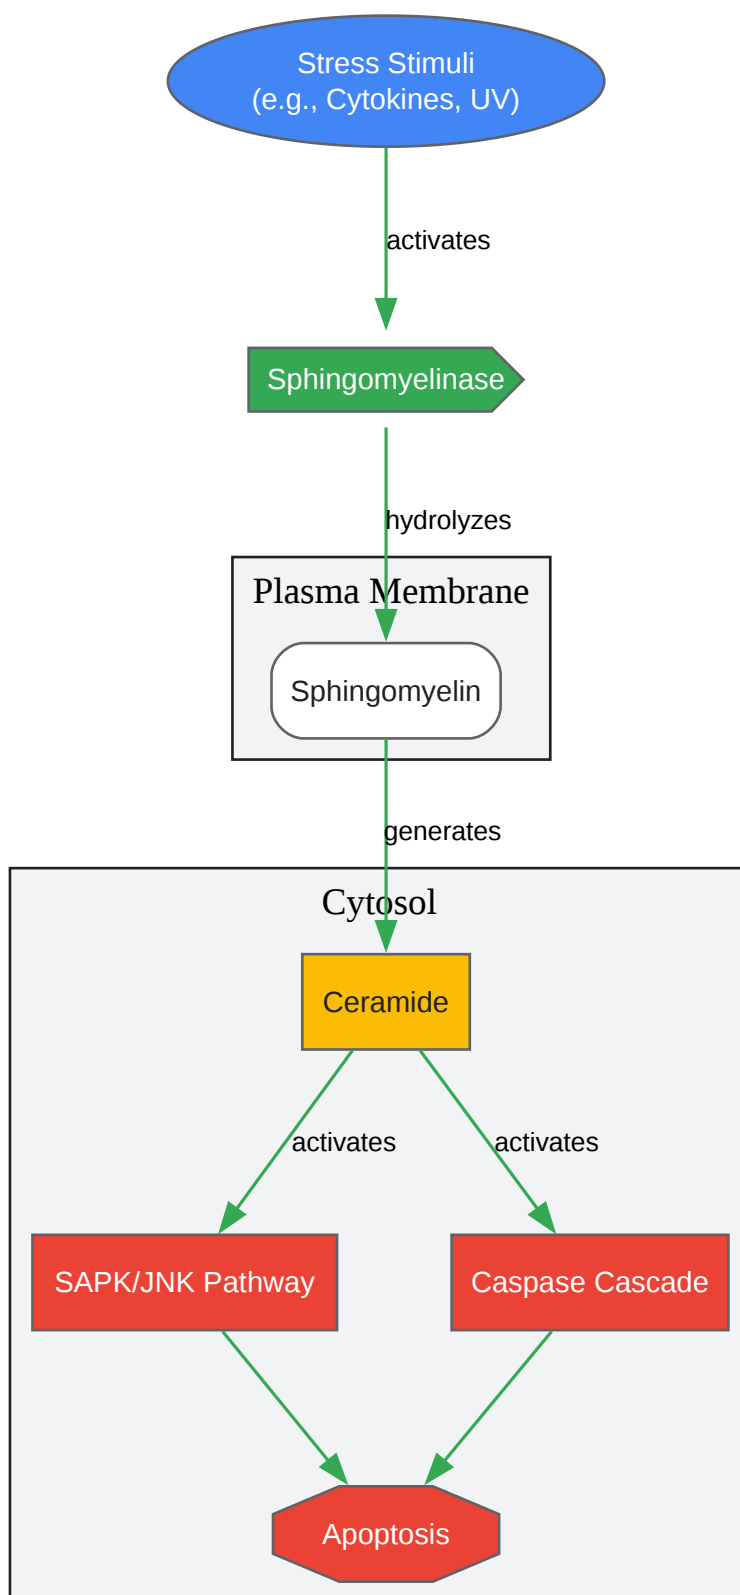 Stress Stimuli
(e.g., Cytokines, UV)
activates
Sphingomyelinase
hydrolyzes
Plasma Membrane
Sphingomyelin
generates
Cytosol
Ceramide
activates
activates
SAPK/JNK Pathway
Caspase Cascade
Apoptosis